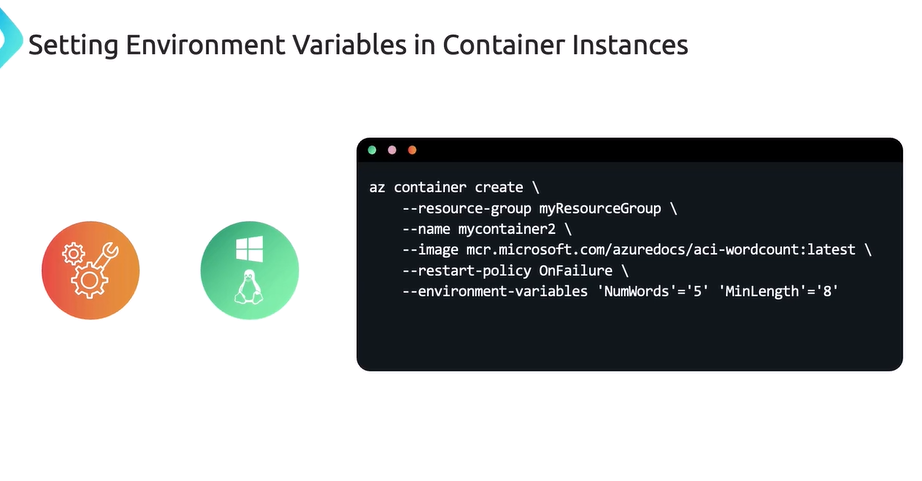 Setting Environment Variables in Container Instances
az container create \
--resource-group myResourceGroup \
--name mycontainer2 \
--image mcr.microsoft.com/azuredocs/aci-wordcount:latest \
--restart-policy OnFailure \
--environment-variables 'NumWords'='5' 'MinLength'='8'